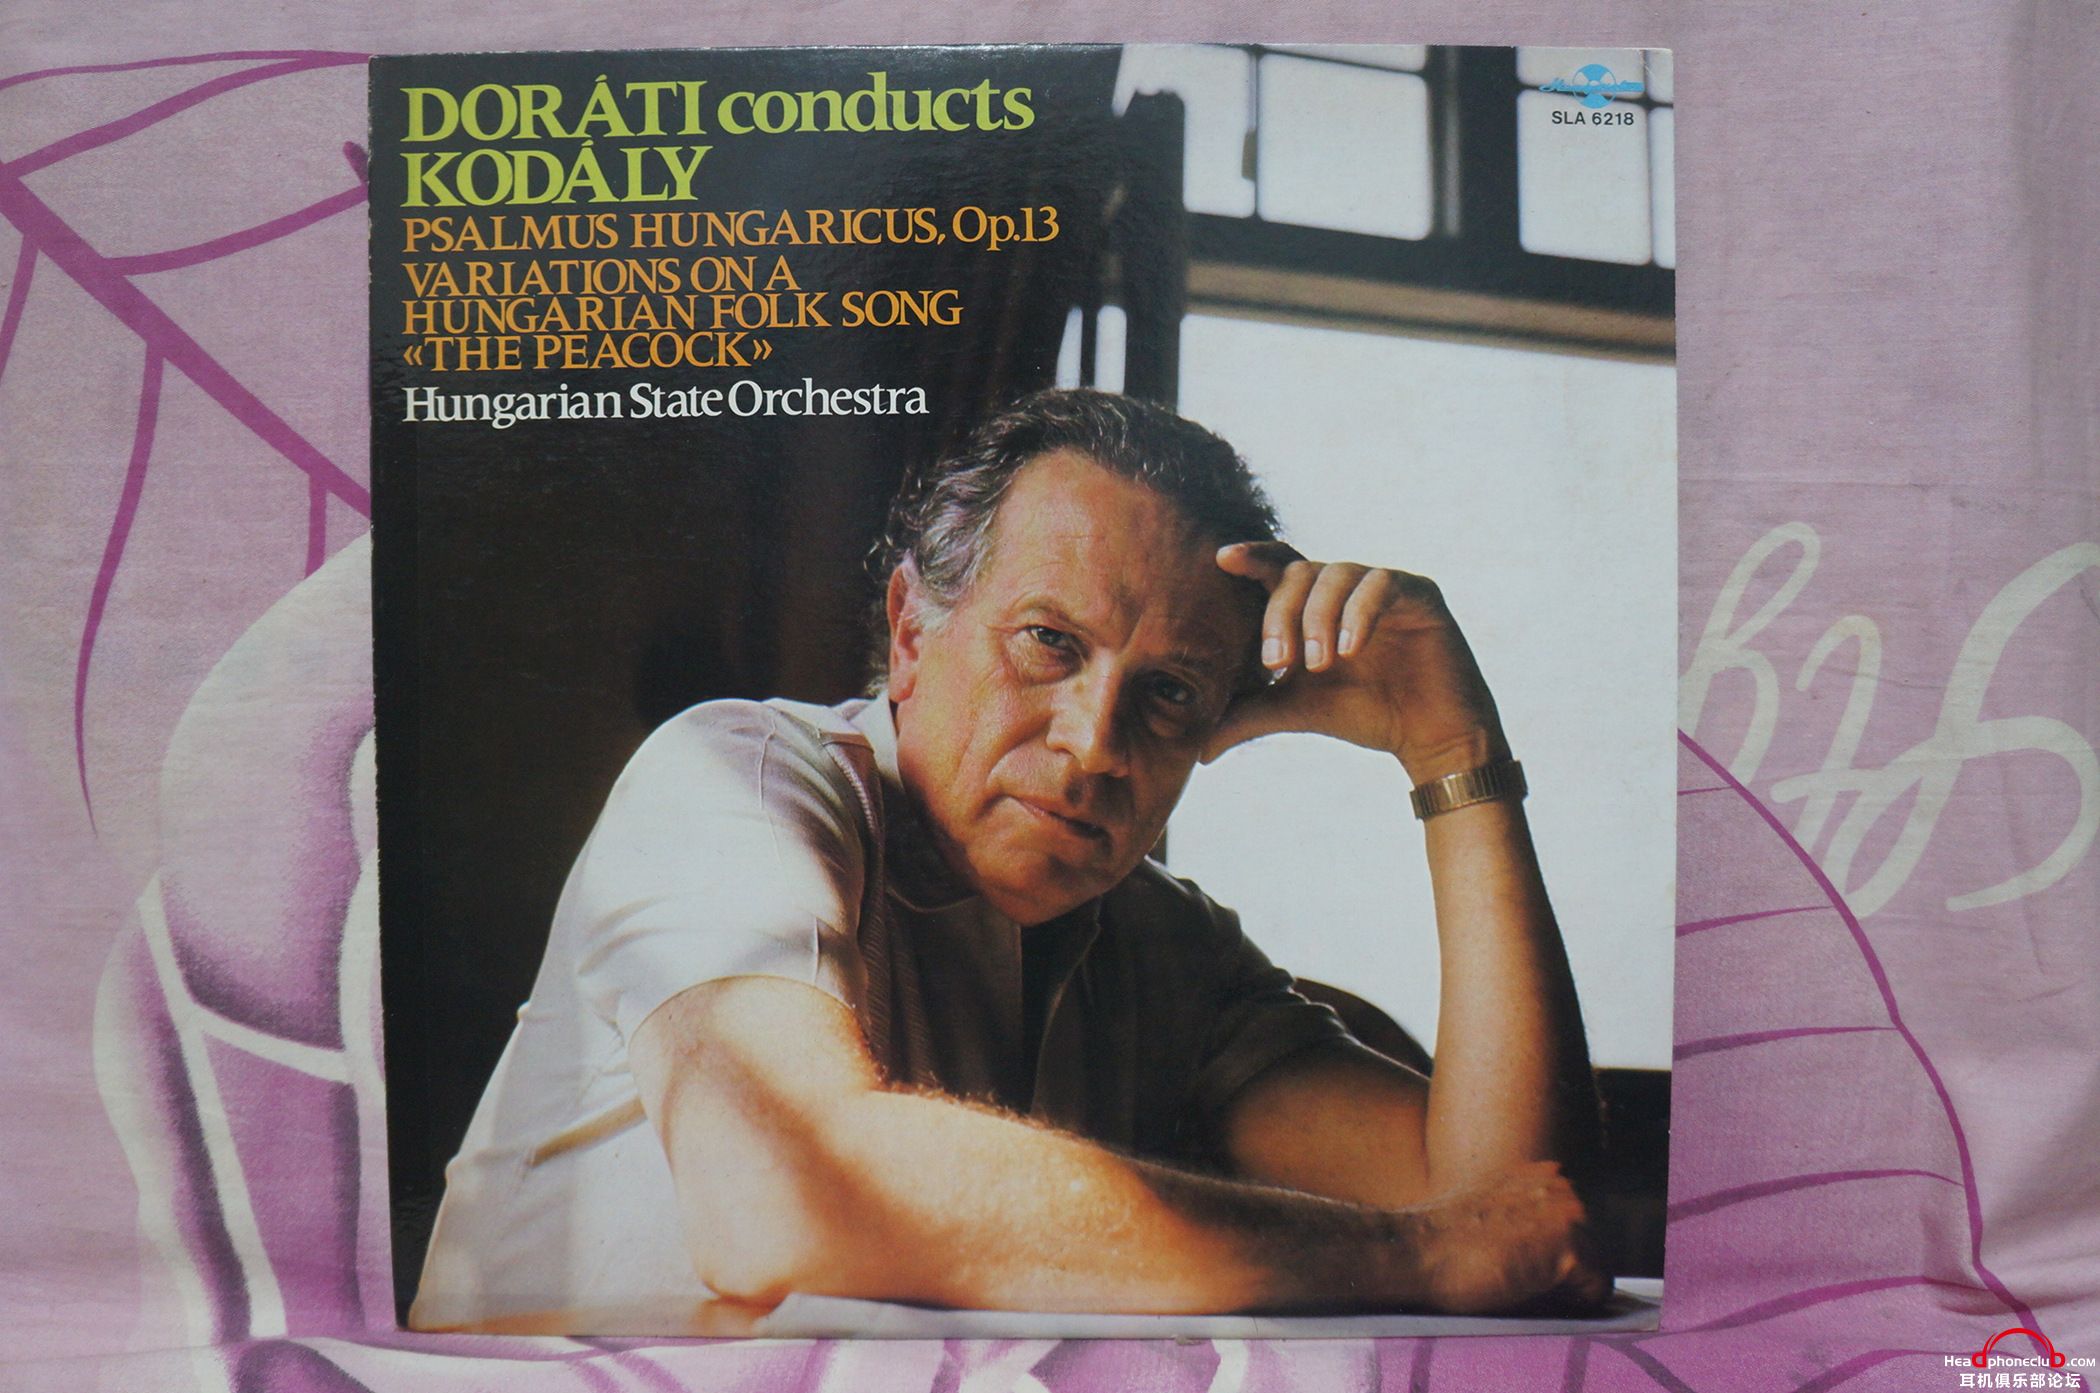 DORÁTI conducts
KODÁLY
PSALMUS HUNGARICUS, Op.13
VARIATIONS ON A
HUNGARIAN FOLK SONG
«THE PEACOCK»
Hungarian State Orchestra
SLA 6218
Headphoneclub.com
耳机俱乐部论坛